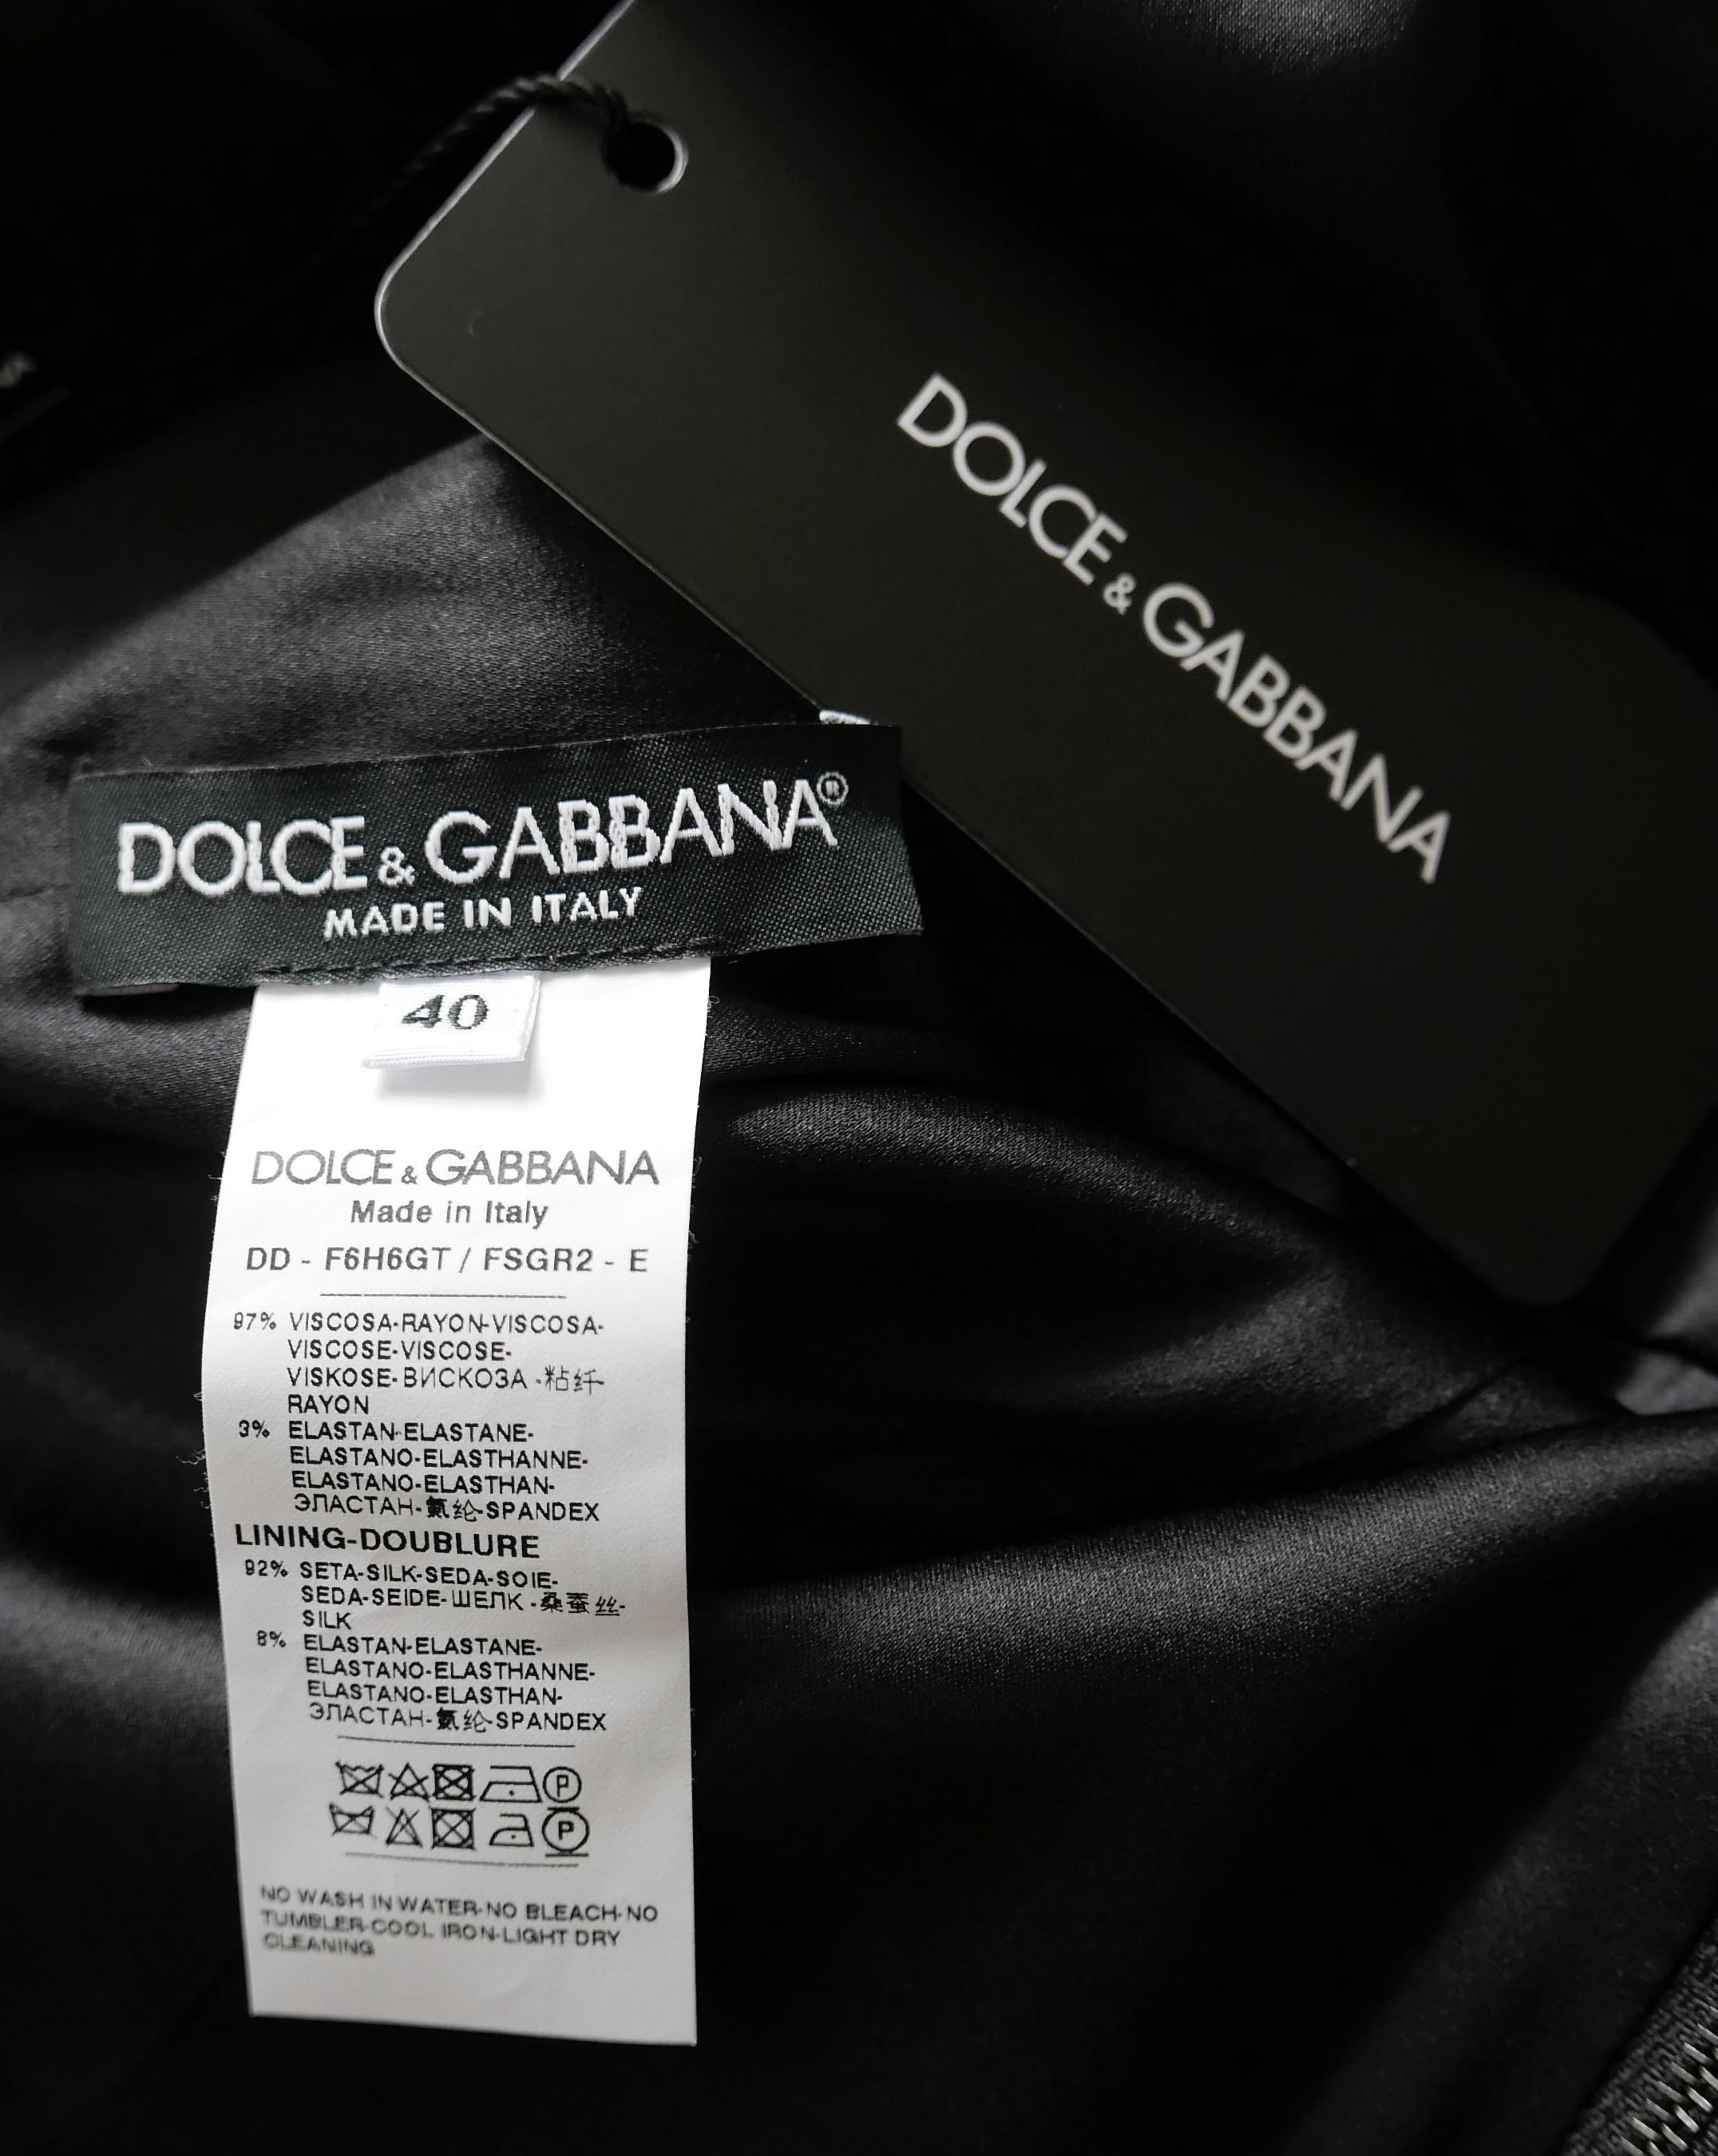 DOLCE & GABBANA
DOLCE & GABBANA®
MADE IN ITALY
40
DOLCE & GABBANA
Made in Italy
DD - F6H6GT / FSGR2 - E
97% VISCOSA-RAYON-VISCOSA-
VISCOSE-VISCOSE-
VISKOSE-ВИСКОЗА -粘纤-
RAYON
3% ELASTAN-ELASTANE-
ELASTANO-ELASTHANNE-
ELASTANO-ELASTHAN-
ЭЛАСТАН-氨纶-SPANDEX
LINING-DOUBLURE
92% SETA-SILK-SEDA-SOIE-
SEDA-SEIDE-ШЕЛК -桑蚕丝-
SILK
8% ELASTAN-ELASTANE-
ELASTANO-ELASTHANNE-
ELASTANO-ELASTHAN-
ЭЛАСТАН-氨纶-SPANDEX
P
P
NO WASH IN WATER-NO BLEACH-NO
TUMBLER-COOL IRON-LIGHT DRY
CLEANING